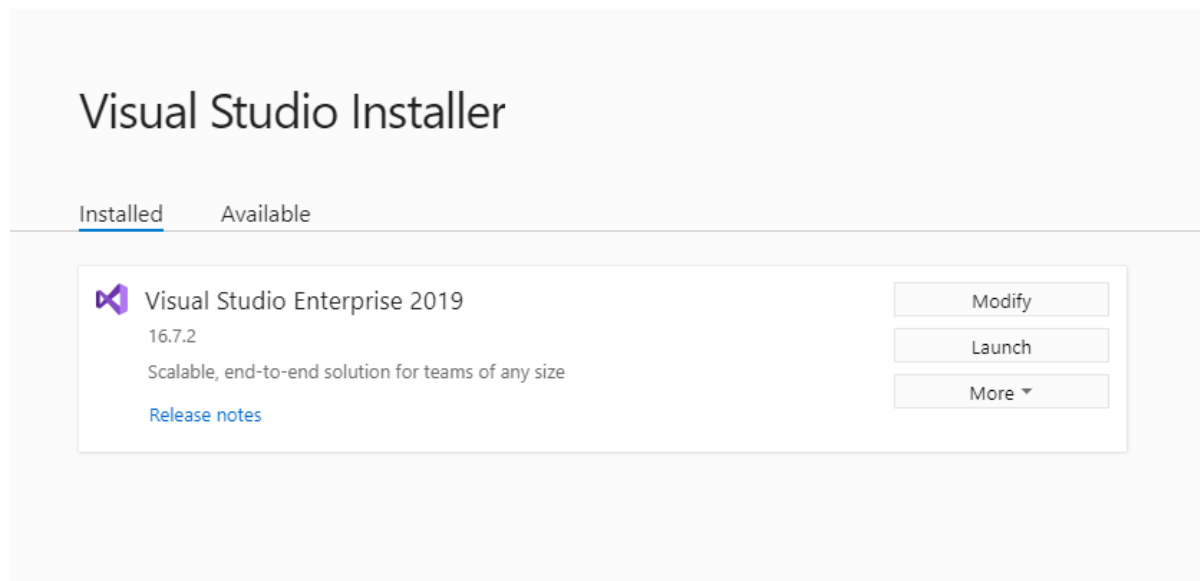 Visual Studio Installer
Installed Available
Visual Studio Enterprise 2019
16.7.2
Scalable, end-to-end solution for teams of any size
Release notes
Modify
Launch
More